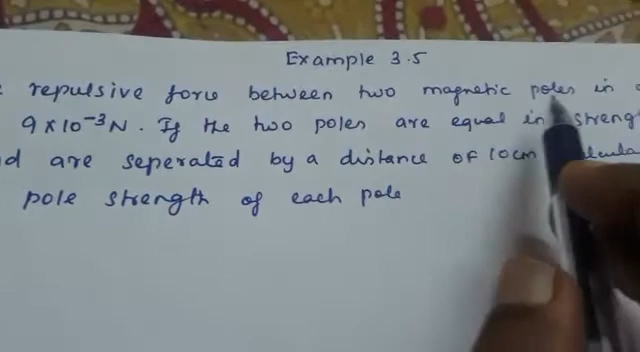 Example 3.5
repulsive force between two magnetic poles in
9×10⁻³N. If the two poles are equal in
are seperated by a distance of 10cm
pole strength of each pole